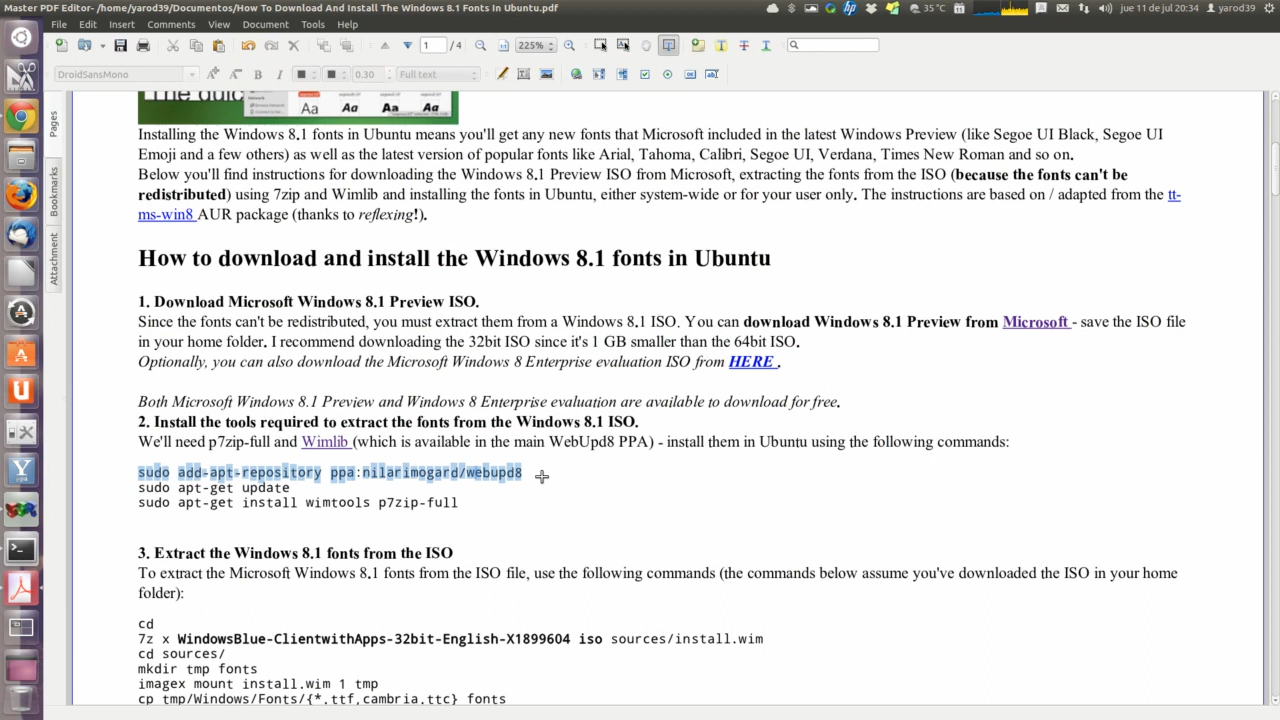 Master PDF Editor- /home/yarod39/Documentos/How To Download And Install The Windows 8.1 Fonts In Ubuntu.pdf
35°C
jue 11 de jul 20:34
yarod39
File Edit Insert Comments View Document Tools Help
1 / 4
225%
DroidSansMono
B I
0.30
Full text
Pages
Bookmarks
Attachment
Aa Aa Aa
Installing the Windows 8.1 fonts in Ubuntu means you'll get any new fonts that Microsoft included in the latest Windows Preview (like Segoe UI Black, Segoe UI
Emoji and a few others) as well as the latest version of popular fonts like Arial, Tahoma, Calibri, Segoe UI, Verdana, Times New Roman and so on.
Below you'll find instructions for downloading the Windows 8.1 Preview ISO from Microsoft, extracting the fonts from the ISO (because the fonts can't be
redistributed) using 7zip and Wimlib and installing the fonts in Ubuntu, either system-wide or for your user only. The instructions are based on / adapted from the tt-
ms-win8 AUR package (thanks to reflexing!).
How to download and install the Windows 8.1 fonts in Ubuntu
1. Download Microsoft Windows 8.1 Preview ISO.
Since the fonts can't be redistributed, you must extract them from a Windows 8.1 ISO. You can download Windows 8.1 Preview from Microsoft - save the ISO file
in your home folder. I recommend downloading the 32bit ISO since it's 1 GB smaller than the 64bit ISO.
Optionally, you can also download the Microsoft Windows 8 Enterprise evaluation ISO from HERE .
Both Microsoft Windows 8.1 Preview and Windows 8 Enterprise evaluation are available to download for free.
2. Install the tools required to extract the fonts from the Windows 8.1 ISO.
We'll need p7zip-full and Wimlib (which is available in the main WebUpd8 PPA) - install them in Ubuntu using the following commands:
sudo add-apt-repository ppa:nilarimogard/webupd8
sudo apt-get update
sudo apt-get install wimtools p7zip-full
3. Extract the Windows 8.1 fonts from the ISO
To extract the Microsoft Windows 8.1 fonts from the ISO file, use the following commands (the commands below assume you've downloaded the ISO in your home
folder):
cd
7z x WindowsBlue-ClientwithApps-32bit-English-X1899604 iso sources/install.wim
cd sources/
mkdir tmp fonts
imagex mount install.wim 1 tmp
cp tmp/Windows/Fonts/{*.ttf,cambria.ttc} fonts